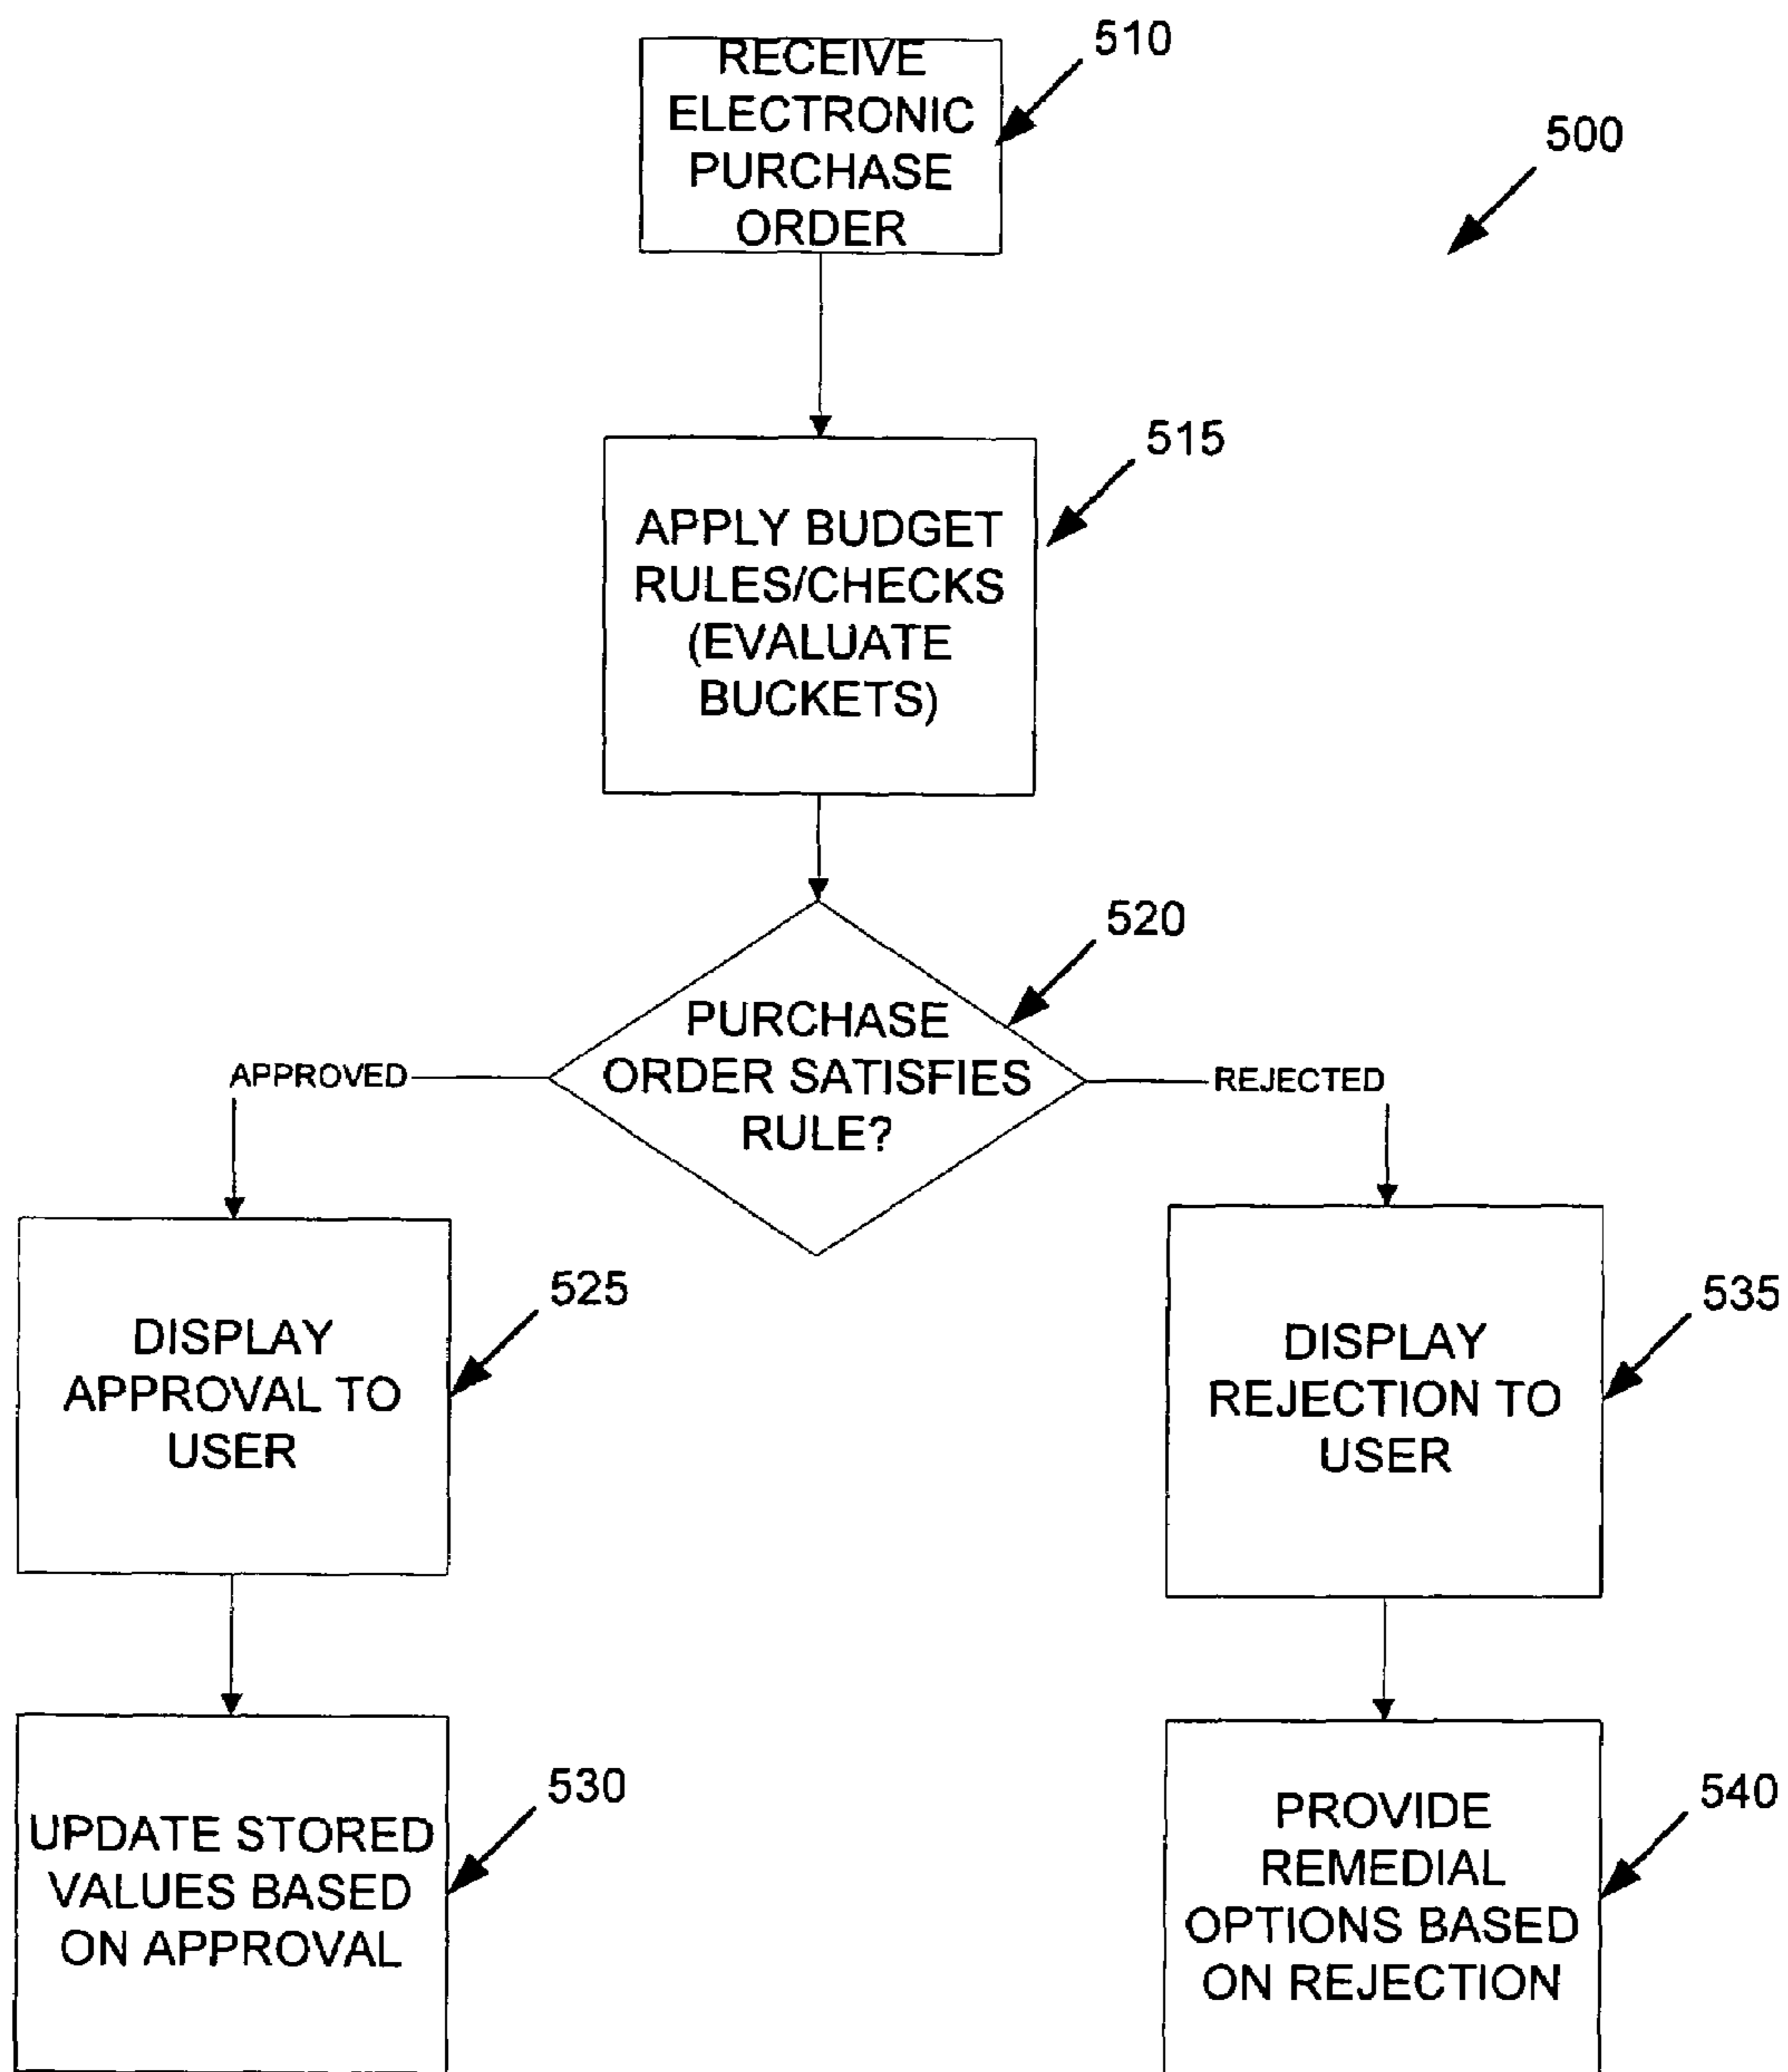 RECEIVE
ELECTRONIC
PURCHASE
ORDER
510
500
APPLY BUDGET
RULES/CHECKS
(EVALUATE
BUCKETS)
515
PURCHASE
ORDER SATISFIES
RULE?
520
APPROVED
REJECTED
DISPLAY
APPROVAL TO
USER
525
DISPLAY
REJECTION TO
USER
535
UPDATE STORED
VALUES BASED
ON APPROVAL
530
PROVIDE
REMEDIAL
OPTIONS BASED
ON REJECTION
540